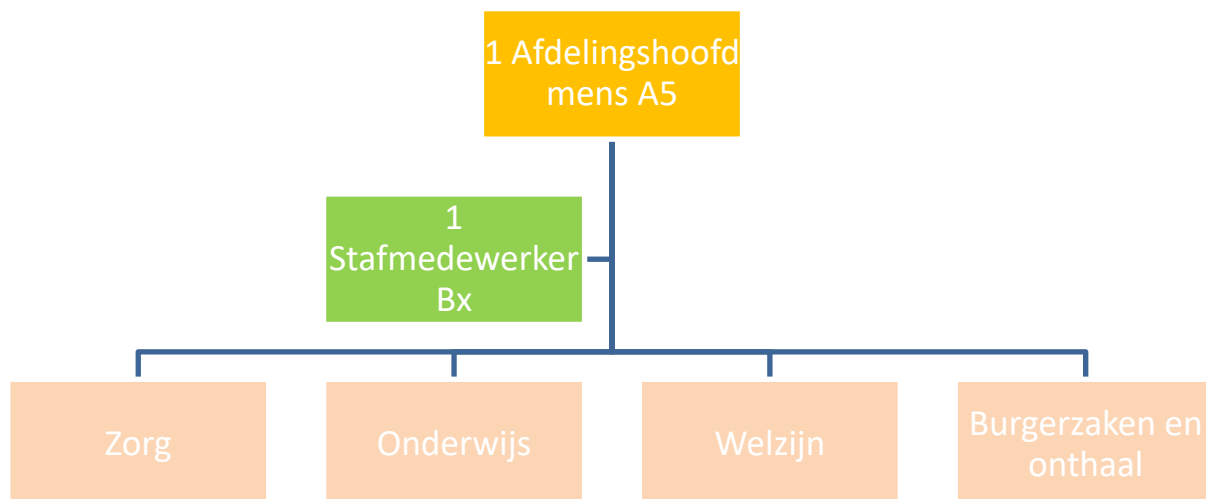 1 Afdelingshoofd
mens A5
1
Stafmedewerker
Bx
Zorg
Onderwijs
Welzijn
Burgerzaken en
onthaal